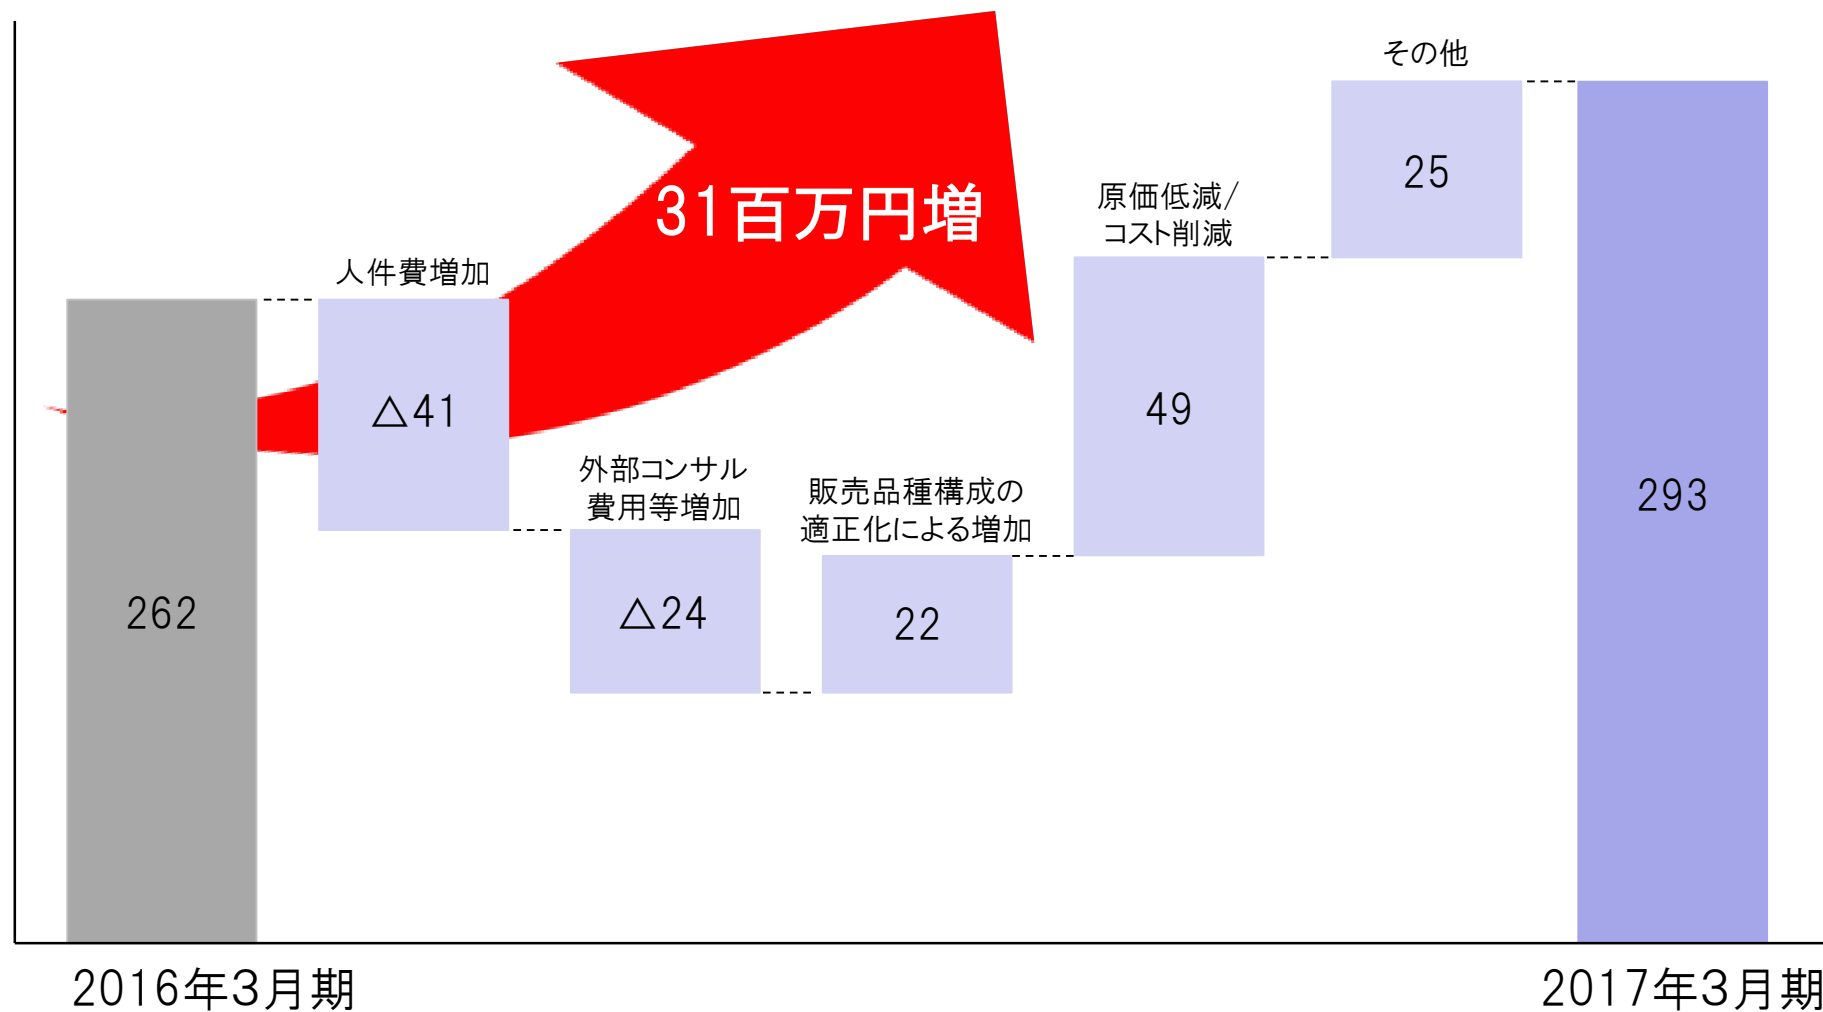 その他
25
31百万円増
原価低減/
コスト削減
人件費増加
△41
49
外部コンサル
費用等増加
販売品種構成の
適正化による増加
293
262
△24
22
2016年3月期
2017年3月期